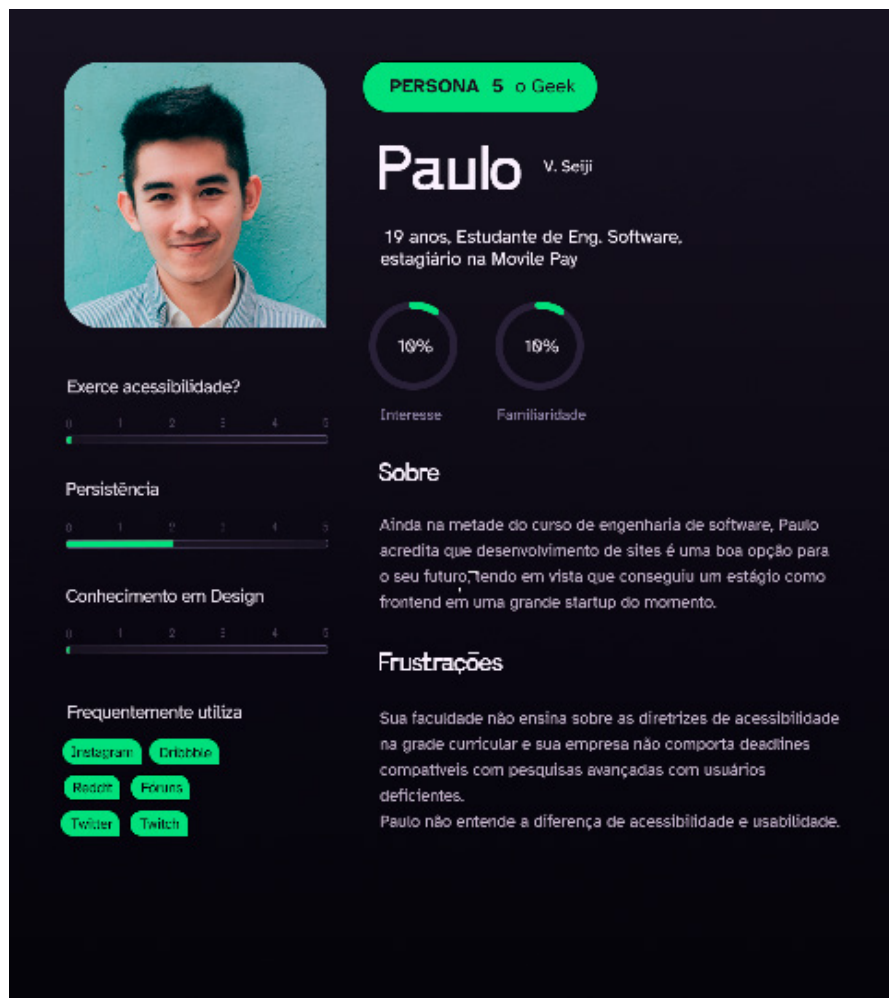 PERSONA 5 o Geek
Paulo V. Seiji
19 anos, Estudante de Eng. Software,
estagiário na Movile Pay
10% 10%
Interesse Familiaridade
Exerce acessibilidade?
0 1 2 3 4 5
Persistência
0 1 2 3 4 5
Conhecimento em Design
0 1 2 3 4 5
Frequentemente utiliza
Instagram Dribbble
Reddit Fóruns
Twitter Twitch
Sobre
Ainda na metade do curso de engenharia de software, Paulo
acredita que desenvolvimento de sites é uma boa opção para
o seu futuro, tendo em vista que conseguiu um estágio como
frontend em uma grande startup do momento.
Frustrações
Sua faculdade não ensina sobre as diretrizes de acessibilidade
na grade curricular e sua empresa não comporta deadlines
compatíveis com pesquisas avançadas com usuários
deficientes.
Paulo não entende a diferença de acessibilidade e usabilidade.